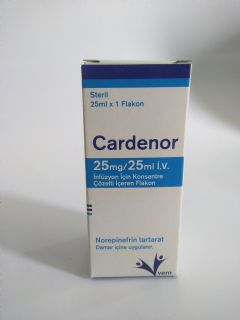 Steril
25ml x 1 Flakon
Cardenor
25mg/25ml İ.V.
İnfüzyon İçin Konsantre
Çözelti İçeren Flakon
Norepinefrin tartarat
Damar içine uygulanır.
vem